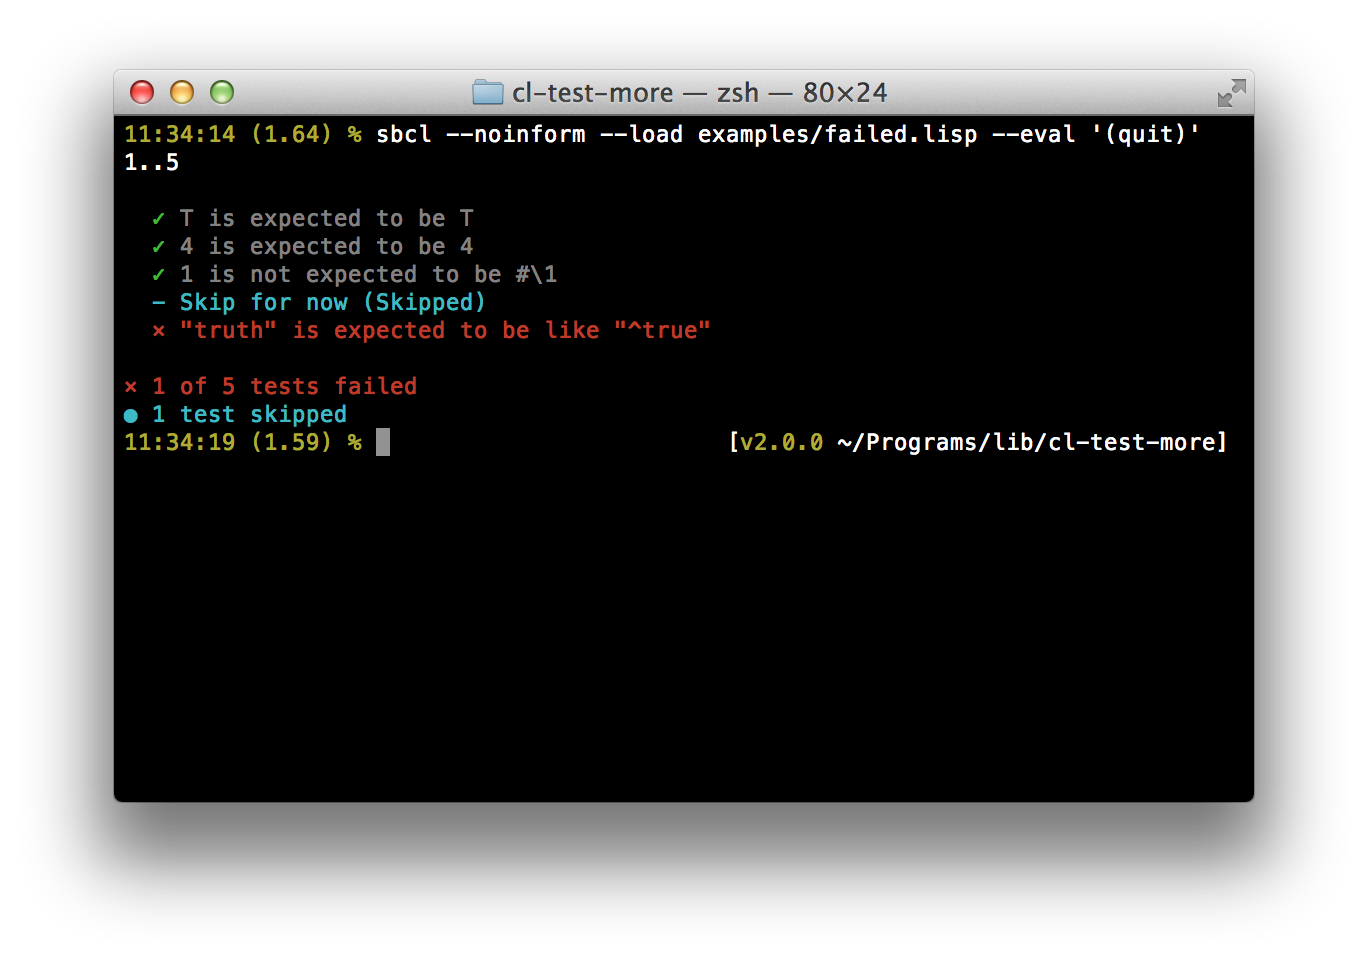 cl-test-more — zsh — 80×24
11:34:14 (1.64) % sbcl --noinform --load examples/failed.lisp --eval '(quit)'
1..5
✓ T is expected to be T
✓ 4 is expected to be 4
✓ 1 is not expected to be #\1
– Skip for now (Skipped)
× "truth" is expected to be like "^true"
× 1 of 5 tests failed
● 1 test skipped
11:34:19 (1.59) % [v2.0.0 ~/Programs/lib/cl-test-more]